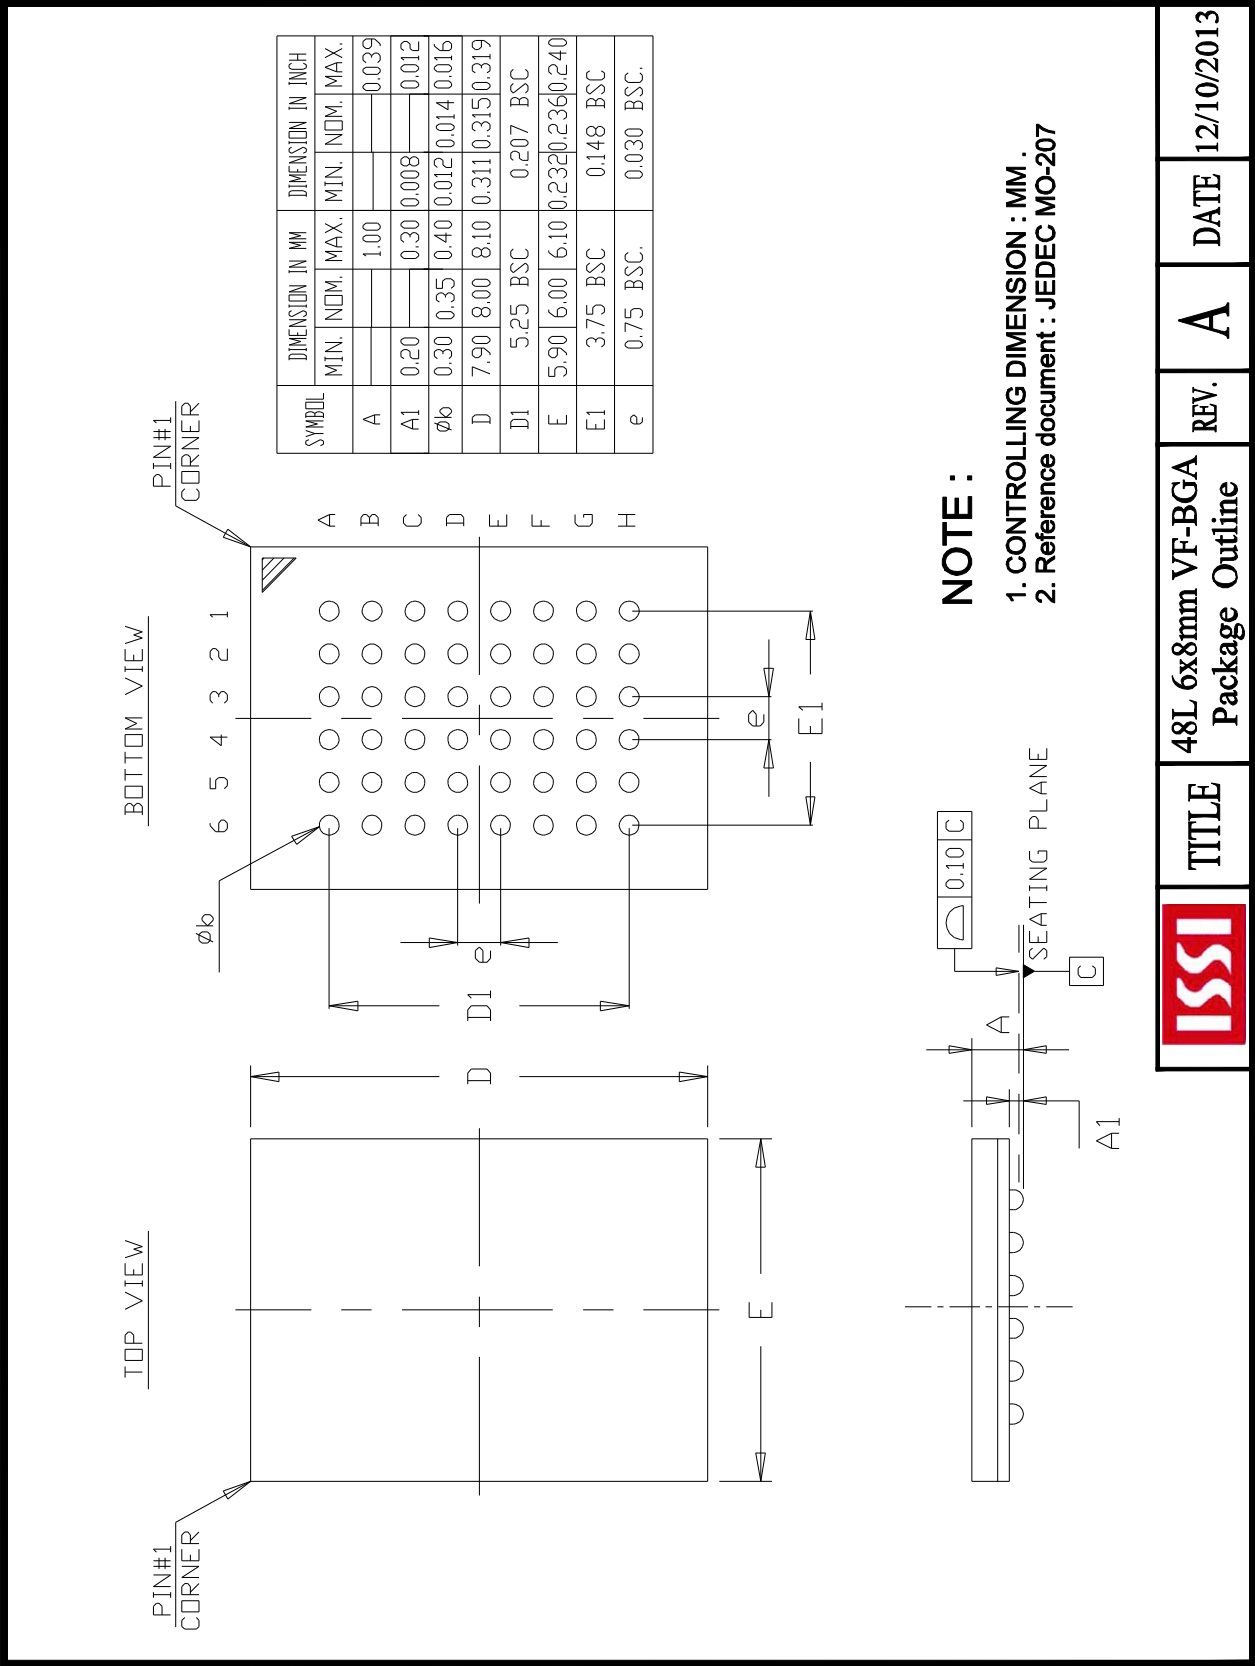 TOP VIEW
BOTTOM VIEW
PIN#1
CORNER
PIN#1
CORNER
Øb
6 5 4 3 2 1
A
B
C
D
E
F
G
H
D
D1
e
e
E1
E
SYMBOL DIMENSION IN MM DIMENSION IN INCH
MIN. NOM. MAX. MIN. NOM. MAX.
A 1.00 0.039
A1 0.20 0.30 0.008 0.012
Øb 0.30 0.35 0.40 0.012 0.014 0.016
D 7.90 8.00 8.10 0.311 0.315 0.319
D1 5.25 BSC 0.207 BSC
E 5.90 6.00 6.10 0.232 0.236 0.240
E1 3.75 BSC 0.148 BSC
e 0.75 BSC. 0.030 BSC.
NOTE :
1. CONTROLLING DIMENSION : MM .
2. Reference document : JEDEC MO-207
A
A1
0.10 C
SEATING PLANE
C
ISSI
TITLE
48L 6x8mm VF-BGA
Package Outline
REV.
A
DATE
12/10/2013